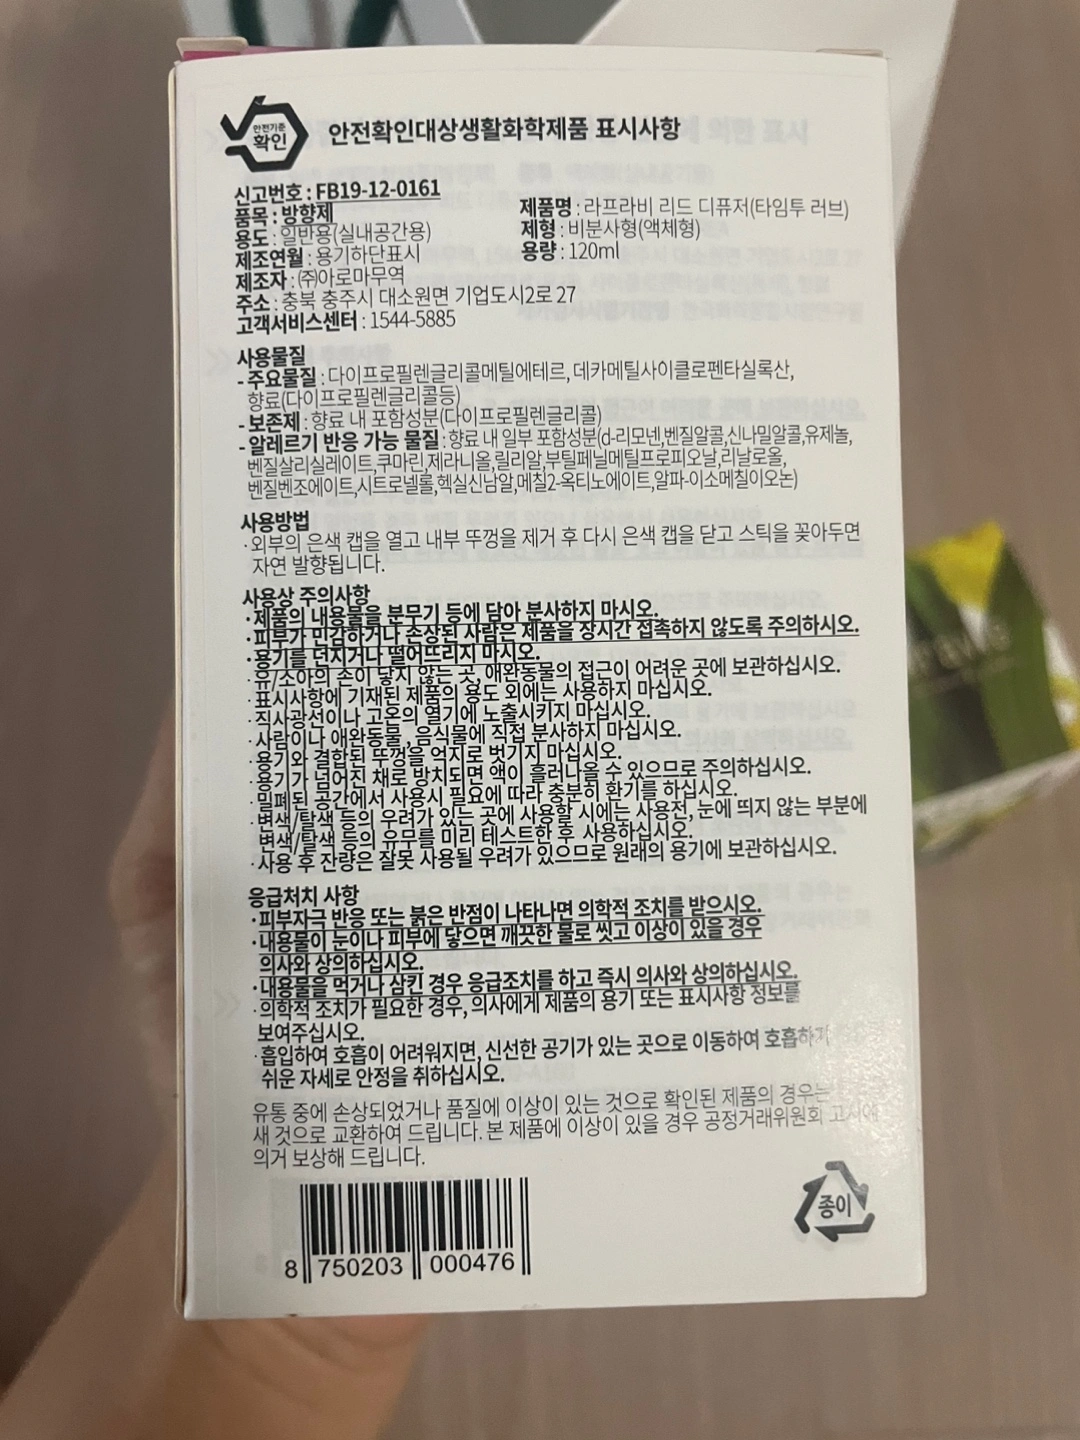 안전기준
확인
안전확인대상생활화학제품 표시사항
신고번호 : FB19-12-0161
품목 : 방향제
용도 : 일반용(실내공간용)
제조연월 : 용기하단표시
제조자 : ㈜아로마무역
주소 : 충북 충주시 대소원면 기업도시2로 27
고객서비스센터 : 1544-5885
제품명 : 라프라비 리드 디퓨저(타임투 러브)
제형 : 비분사형(액체형)
용량 : 120ml
사용물질
- 주요물질 : 다이프로필렌글리콜메틸에테르, 데카메틸사이클로펜타실록산,
향료(다이프로필렌글리콜등)
- 보존제 : 향료 내 포함성분(다이프로필렌글리콜)
- 알레르기 반응 가능 물질 : 향료 내 일부 포함성분(d-리모넨,벤질알콜,신나밀알콜,유제놀,
벤질살리실레이트,쿠마린,제라니올,릴리알,부틸페닐메틸프로피오날,리날로올,
벤질벤조에이트,시트로넬롤,헥실신남알,메칠2-옥티노에이트,알파-이소메칠이오논)
사용방법
·외부의 은색 캡을 열고 내부 뚜껑을 제거 후 다시 은색 캡을 닫고 스틱을 꽂아두면
자연 발향됩니다.
사용상 주의사항
·제품의 내용물을 분무기 등에 담아 분사하지 마시오.
·피부가 민감하거나 손상된 사람은 제품을 장시간 접촉하지 않도록 주의하시오.
·용기를 던지거나 떨어뜨리지 마시오.
·유/소아의 손이 닿지 않는 곳, 애완동물의 접근이 어려운 곳에 보관하십시오.
·표시사항에 기재된 제품의 용도 외에는 사용하지 마십시오.
·직사광선이나 고온의 열기에 노출시키지 마십시오.
·사람이나 애완동물, 음식물에 직접 분사하지 마십시오.
·용기와 결합된 뚜껑을 억지로 벗기지 마십시오.
·용기가 넘어진 채로 방치되면 액이 흘러나올 수 있으므로 주의하십시오.
·밀폐된 공간에서 사용시 필요에 따라 충분히 환기를 하십시오.
·변색/탈색 등의 우려가 있는 곳에 사용할 시에는 사용전, 눈에 띄지 않는 부분에
변색/탈색 등의 유무를 미리 테스트한 후 사용하십시오.
·사용 후 잔량은 잘못 사용될 우려가 있으므로 원래의 용기에 보관하십시오.
응급처치 사항
·피부자극 반응 또는 붉은 반점이 나타나면 의학적 조치를 받으시오.
·내용물이 눈이나 피부에 닿으면 깨끗한 물로 씻고 이상이 있을 경우
의사와 상의하십시오.
·내용물을 먹거나 삼킨 경우 응급조치를 하고 즉시 의사와 상의하십시오.
·의학적 조치가 필요한 경우, 의사에게 제품의 용기 또는 표시사항 정보를
보여주십시오.
·흡입하여 호흡이 어려워지면, 신선한 공기가 있는 곳으로 이동하여 호흡하기
쉬운 자세로 안정을 취하십시오.
유통 중에 손상되었거나 품질에 이상이 있는 것으로 확인된 제품의 경우는
새 것으로 교환하여 드립니다. 본 제품에 이상이 있을 경우 공정거래위원회 고시에
의거 보상해 드립니다.
8 750203 000476
종이